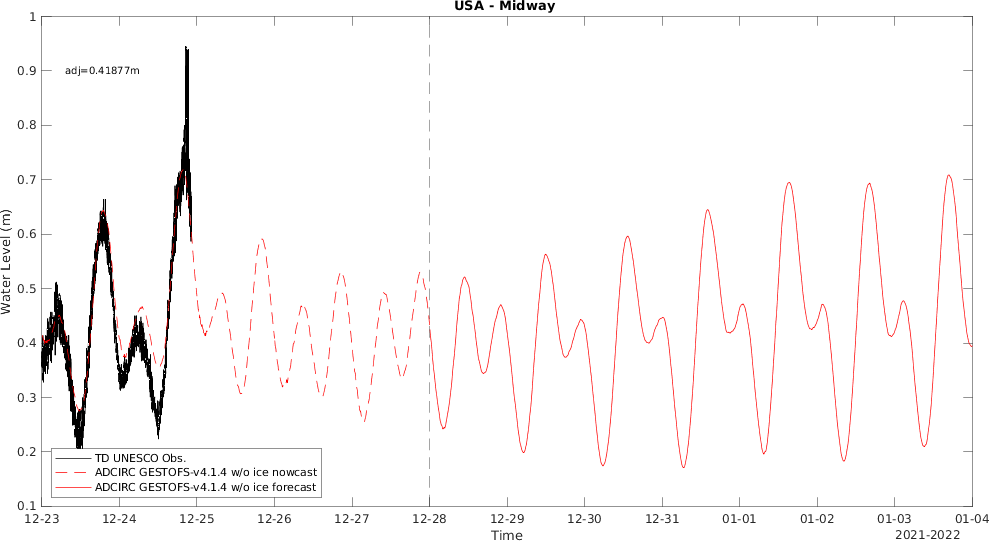 USA - Midway
adj=0.41877m
Water Level (m)
1
0.9
0.8
0.7
0.6
0.5
0.4
0.3
0.2
0.1
TD UNESCO Obs.
ADCIRC GESTOFS-v4.1.4 w/o ice nowcast
ADCIRC GESTOFS-v4.1.4 w/o ice forecast
12-23 12-24 12-25 12-26 12-27 12-28 12-29 12-30 12-31 01-01 01-02 01-03 01-04
Time
2021-2022